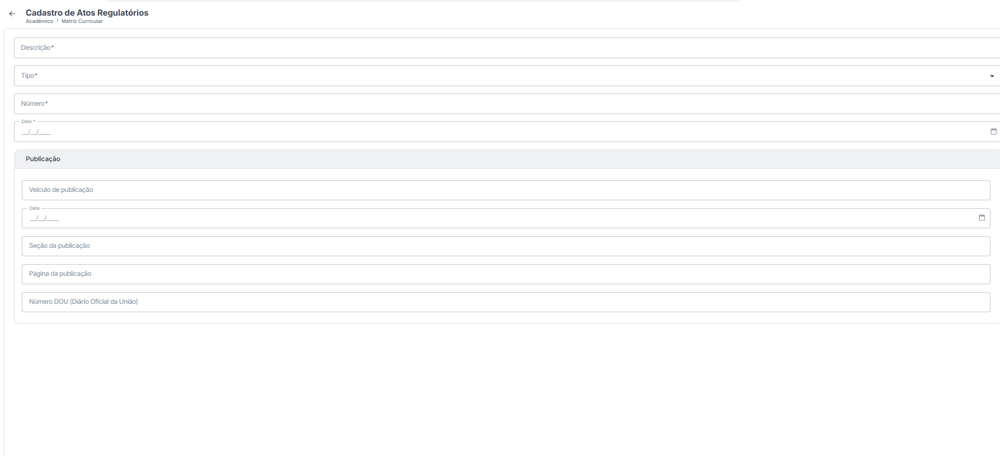 Cadastro de Atos Regulatórios
Acadêmico > Matriz Curricular
Descrição*
Tipo*
Número*
Data *
__/__/____
Publicação
Veículo de publicação
Data
__/__/____
Seção da publicação
Página da publicação
Número DOU (Diário Oficial da União)